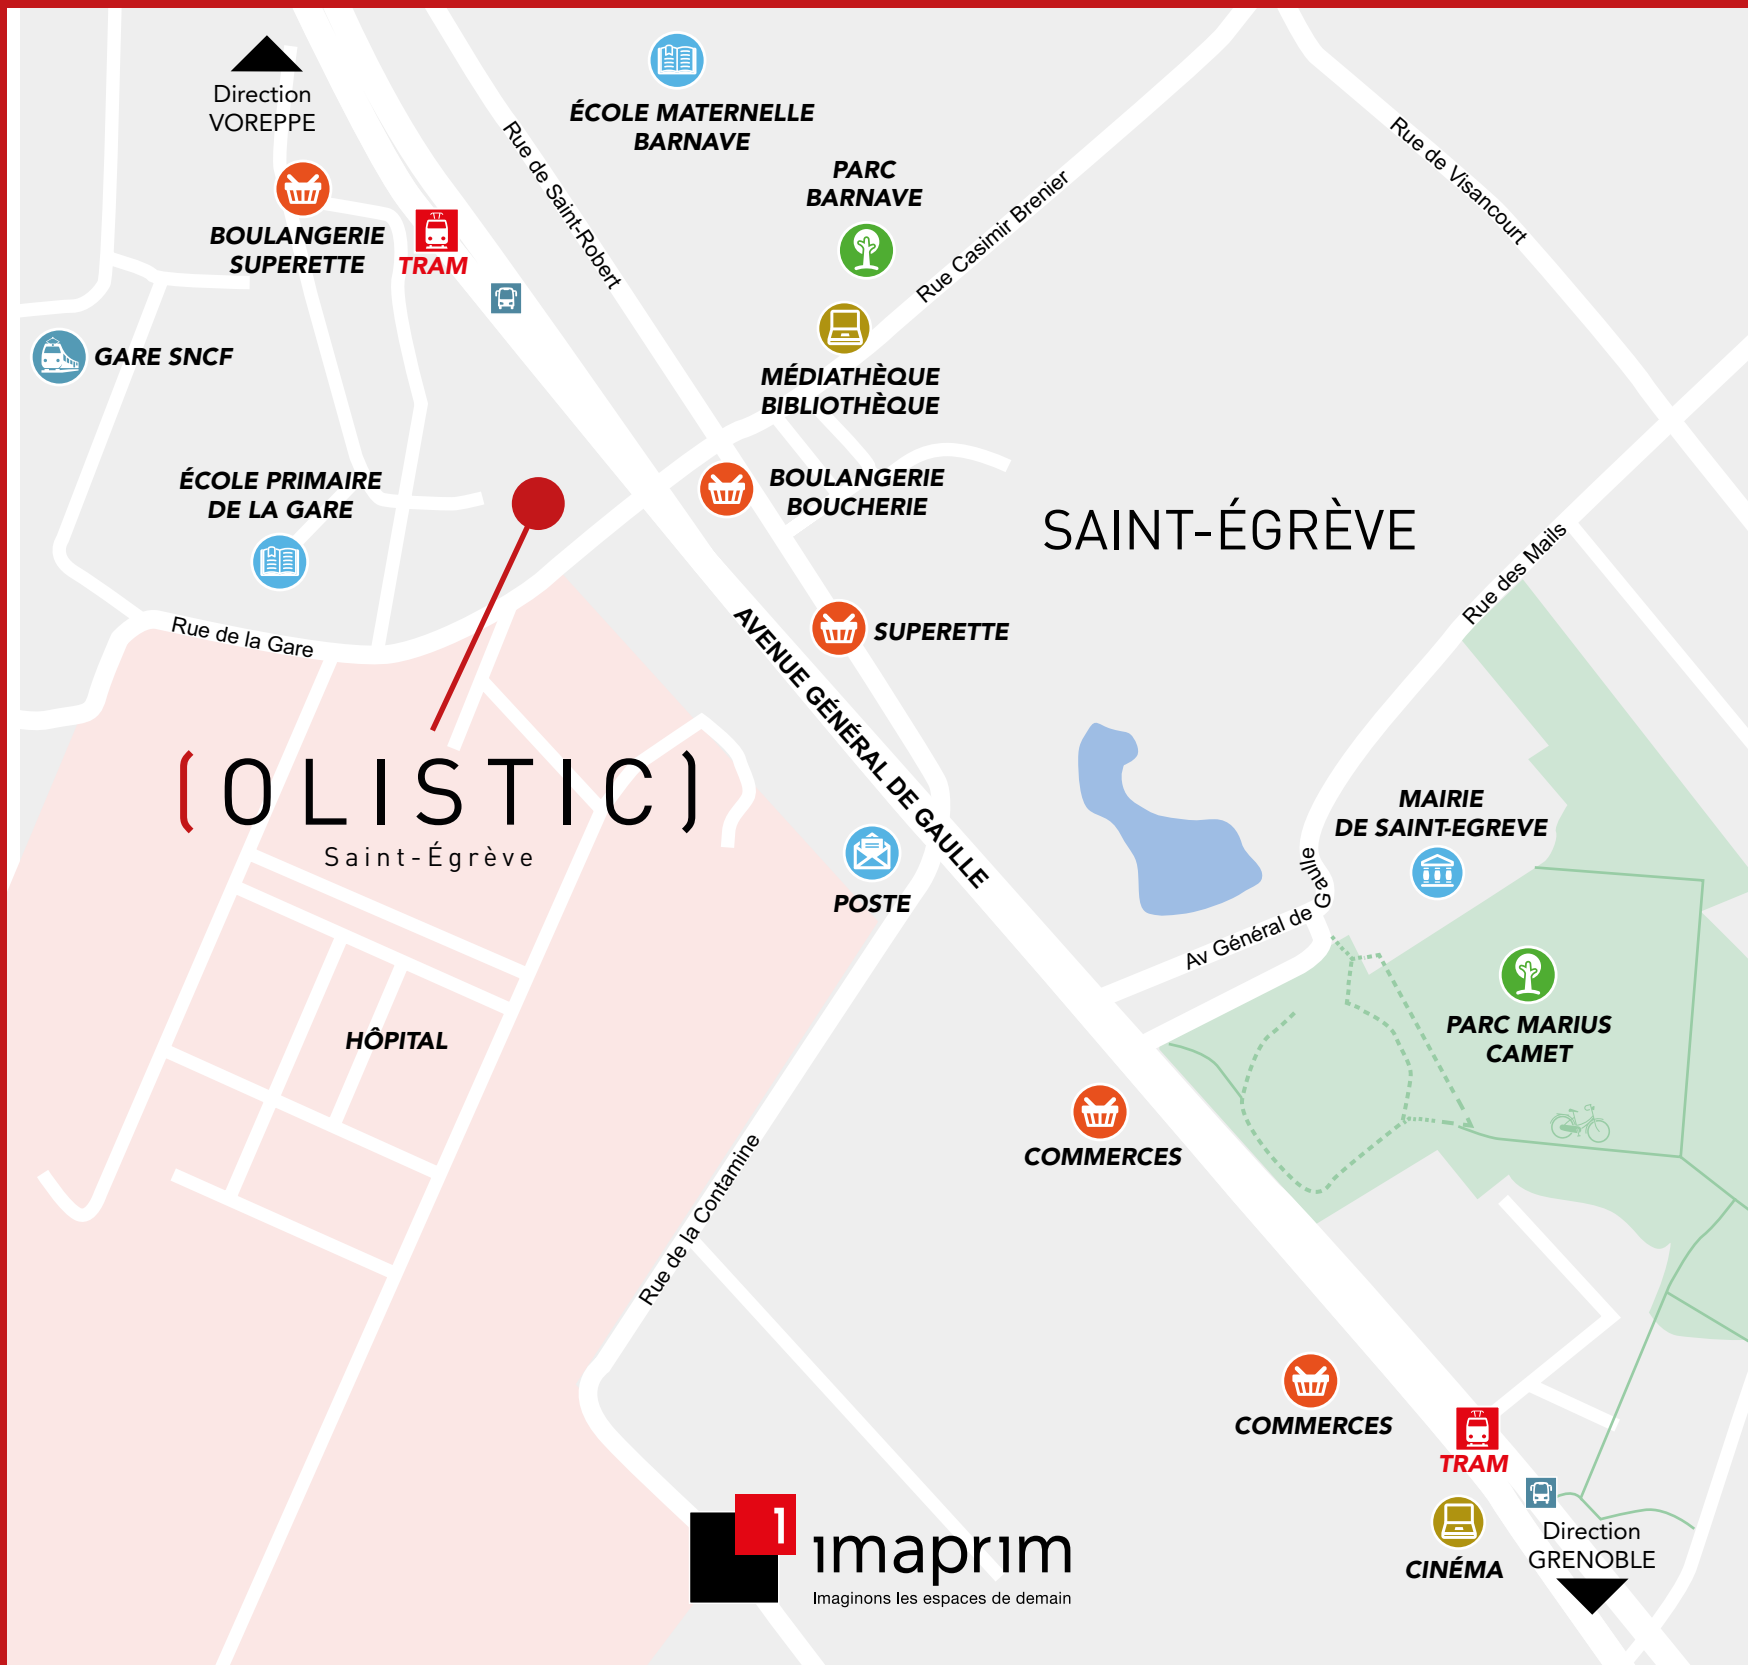 Direction
VOREPPE
ÉCOLE MATERNELLE
BARNAVE
Rue de Saint-Robert
PARC
BARNAVE
Rue Casimir Brenier
Rue de Visancourt
BOULANGERIE
SUPERETTE
TRAM
GARE SNCF
MÉDIATHÈQUE
BIBLIOTHÈQUE
ÉCOLE PRIMAIRE
DE LA GARE
BOULANGERIE
BOUCHERIE
SAINT-ÉGRÈVE
Rue des Mails
Rue de la Gare
SUPERETTE
AVENUE GÉNÉRAL DE GAULLE
(OLISTIC)
Saint-Égrève
MAIRIE
DE SAINT-EGREVE
POSTE
Av Général de Gaulle
HÔPITAL
PARC MARIUS
CAMET
COMMERCES
Rue de la Contamine
COMMERCES
TRAM
CINÉMA
Direction
GRENOBLE
1
imaprim
Imaginons les espaces de demain